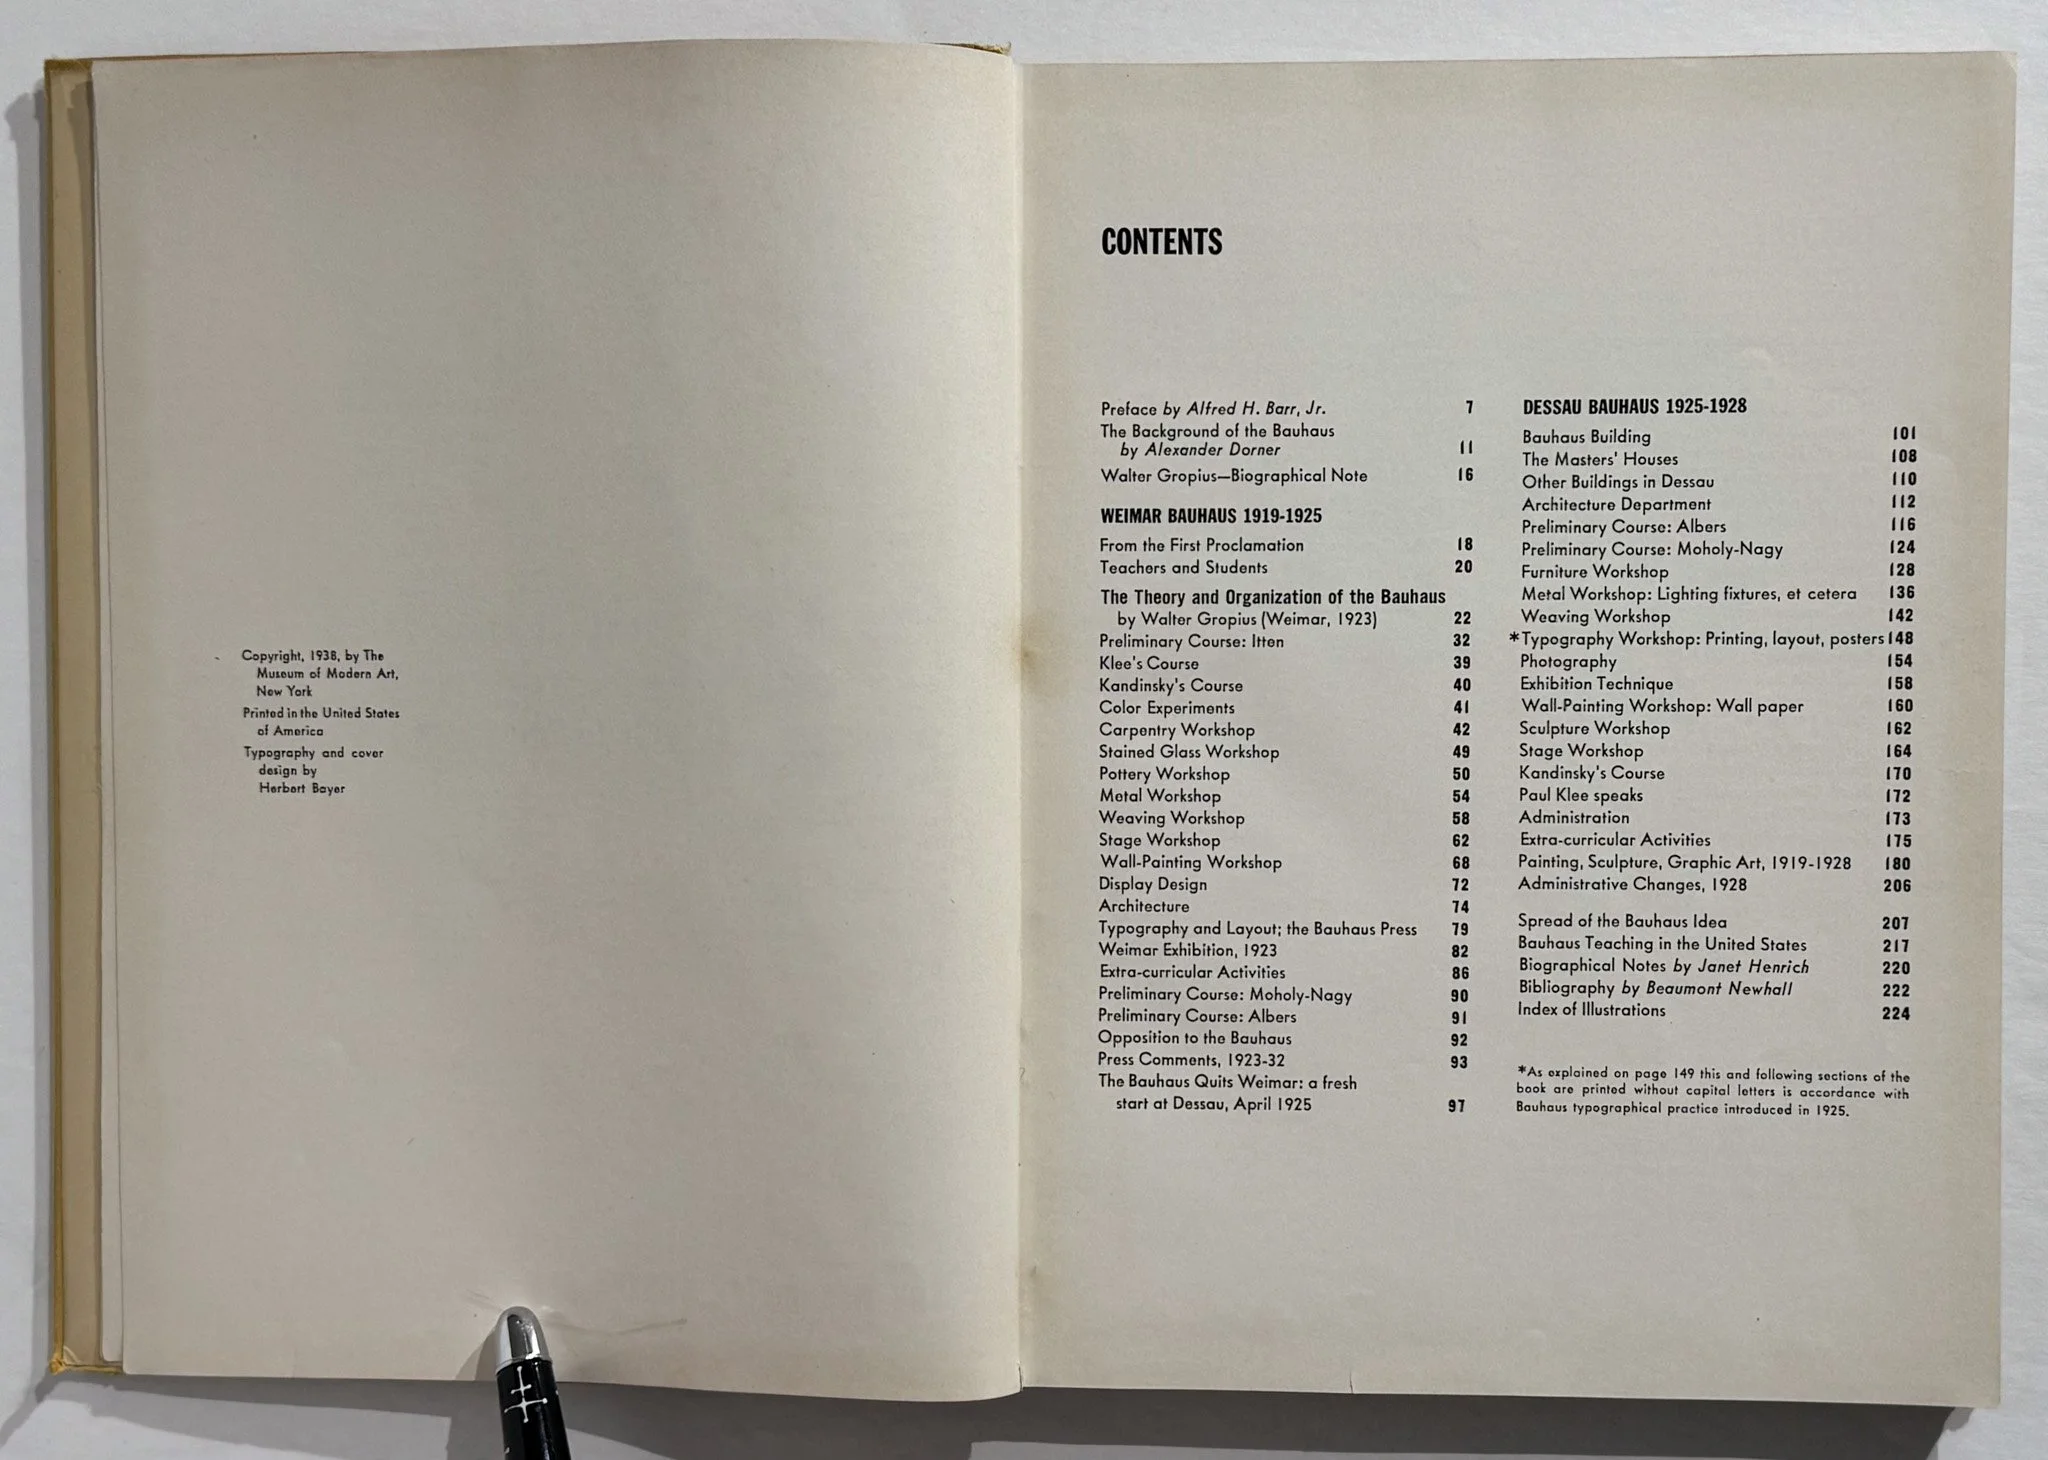 Copyright, 1938, by The
Museum of Modern Art,
New York
Printed in the United States
of America
Typography and cover
design by
Herbert Bayer
CONTENTS
Preface by Alfred H. Barr, Jr. 7
The Background of the Bauhaus
by Alexander Dorner 11
Walter Gropius—Biographical Note 16
WEIMAR BAUHAUS 1919-1925
From the First Proclamation 18
Teachers and Students 20
The Theory and Organization of the Bauhaus
by Walter Gropius (Weimar, 1923) 22
Preliminary Course: Itten 32
Klee's Course 39
Kandinsky's Course 40
Color Experiments 41
Carpentry Workshop 42
Stained Glass Workshop 49
Pottery Workshop 50
Metal Workshop 54
Weaving Workshop 58
Stage Workshop 62
Wall-Painting Workshop 68
Display Design 72
Architecture 74
Typography and Layout; the Bauhaus Press 79
Weimar Exhibition, 1923 82
Extra-curricular Activities 86
Preliminary Course: Moholy-Nagy 90
Preliminary Course: Albers 91
Opposition to the Bauhaus 92
Press Comments, 1923-32 93
The Bauhaus Quits Weimar: a fresh
start at Dessau, April 1925 97
DESSAU BAUHAUS 1925-1928
Bauhaus Building 101
The Masters' Houses 108
Other Buildings in Dessau 110
Architecture Department 112
Preliminary Course: Albers 116
Preliminary Course: Moholy-Nagy 124
Furniture Workshop 128
Metal Workshop: Lighting fixtures, et cetera 136
Weaving Workshop 142
*Typography Workshop: Printing, layout, posters 148
Photography 154
Exhibition Technique 158
Wall-Painting Workshop: Wall paper 160
Sculpture Workshop 162
Stage Workshop 164
Kandinsky's Course 170
Paul Klee speaks 172
Administration 173
Extra-curricular Activities 175
Painting, Sculpture, Graphic Art, 1919-1928 180
Administrative Changes, 1928 206
Spread of the Bauhaus Idea 207
Bauhaus Teaching in the United States 217
Biographical Notes by Janet Henrich 220
Bibliography by Beaumont Newhall 222
Index of Illustrations 224
*As explained on page 149 this and following sections of the
book are printed without capital letters is accordance with
Bauhaus typographical practice introduced in 1925.